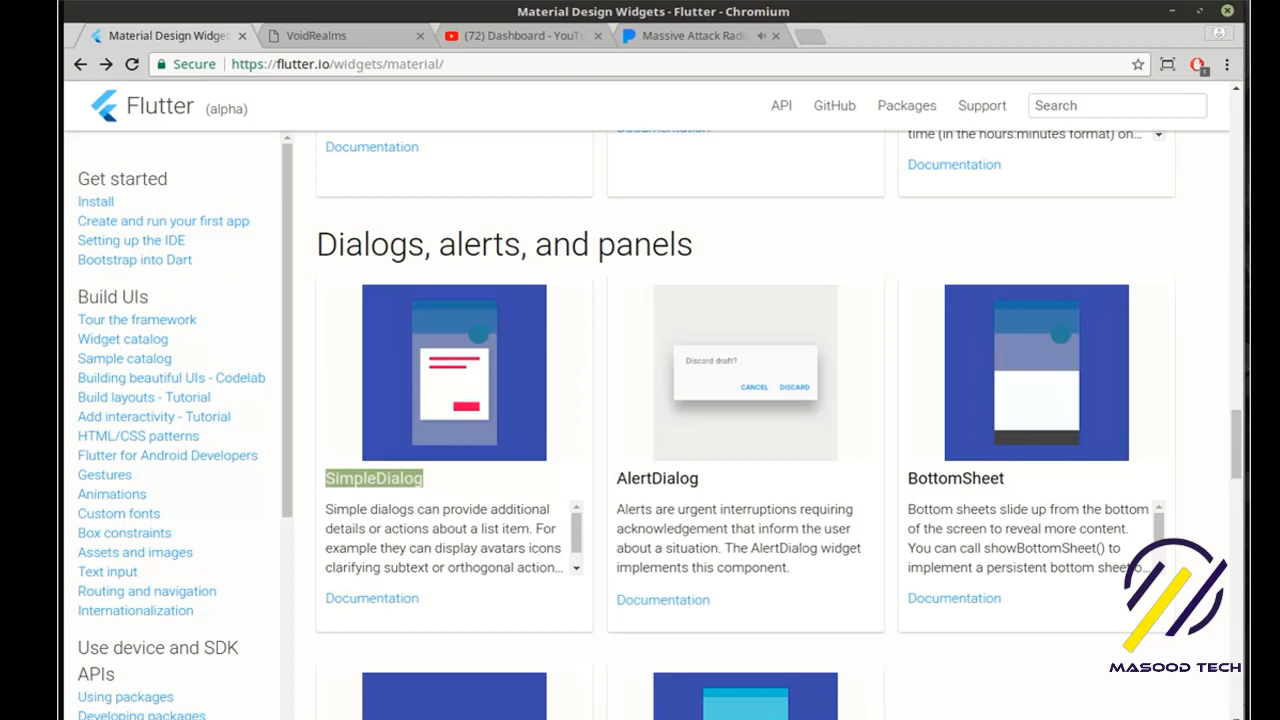 Material Design Widgets - Flutter - Chromium
Material Design Widge
VoidRealms
(72) Dashboard - YouTu
Massive Attack Radi
Secure
https://flutter.io/widgets/material/
Flutter (alpha)
API
GitHub
Packages
Support
Search
Get started
Install
Create and run your first app
Setting up the IDE
Bootstrap into Dart
Build UIs
Tour the framework
Widget catalog
Sample catalog
Building beautiful UIs - Codelab
Build layouts - Tutorial
Add interactivity - Tutorial
HTML/CSS patterns
Flutter for Android Developers
Gestures
Animations
Custom fonts
Box constraints
Assets and images
Text input
Routing and navigation
Internationalization
Use device and SDK
APIs
Using packages
Developing packages
Documentation
Documentation
time (in the hours:minutes format) on...
Documentation
Dialogs, alerts, and panels
SimpleDialog
Simple dialogs can provide additional
details or actions about a list item. For
example they can display avatars icons
clarifying subtext or orthogonal action...
Documentation
Discard draft?
CANCEL
DISCARD
AlertDialog
Alerts are urgent interruptions requiring
acknowledgement that inform the user
about a situation. The AlertDialog widget
implements this component.
Documentation
BottomSheet
Bottom sheets slide up from the bottom
of the screen to reveal more content.
You can call showBottomSheet() to
implement a persistent bottom sheet o...
Documentation
MASOOD TECH